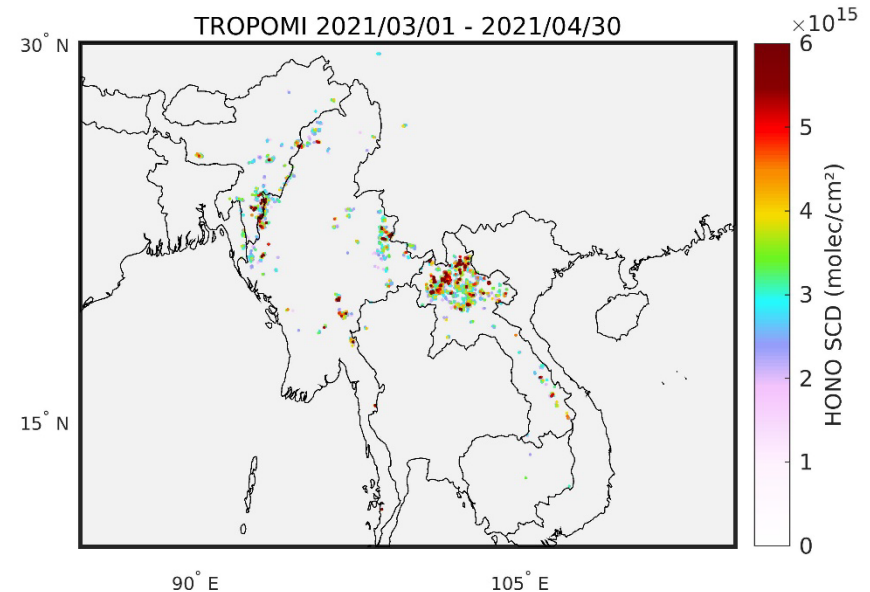 TROPOMI 2021/03/01 - 2021/04/30
×10¹⁵
30° N
15° N
90° E
105° E
6
5
4
3
2
1
0
HONO SCD (molec/cm²)